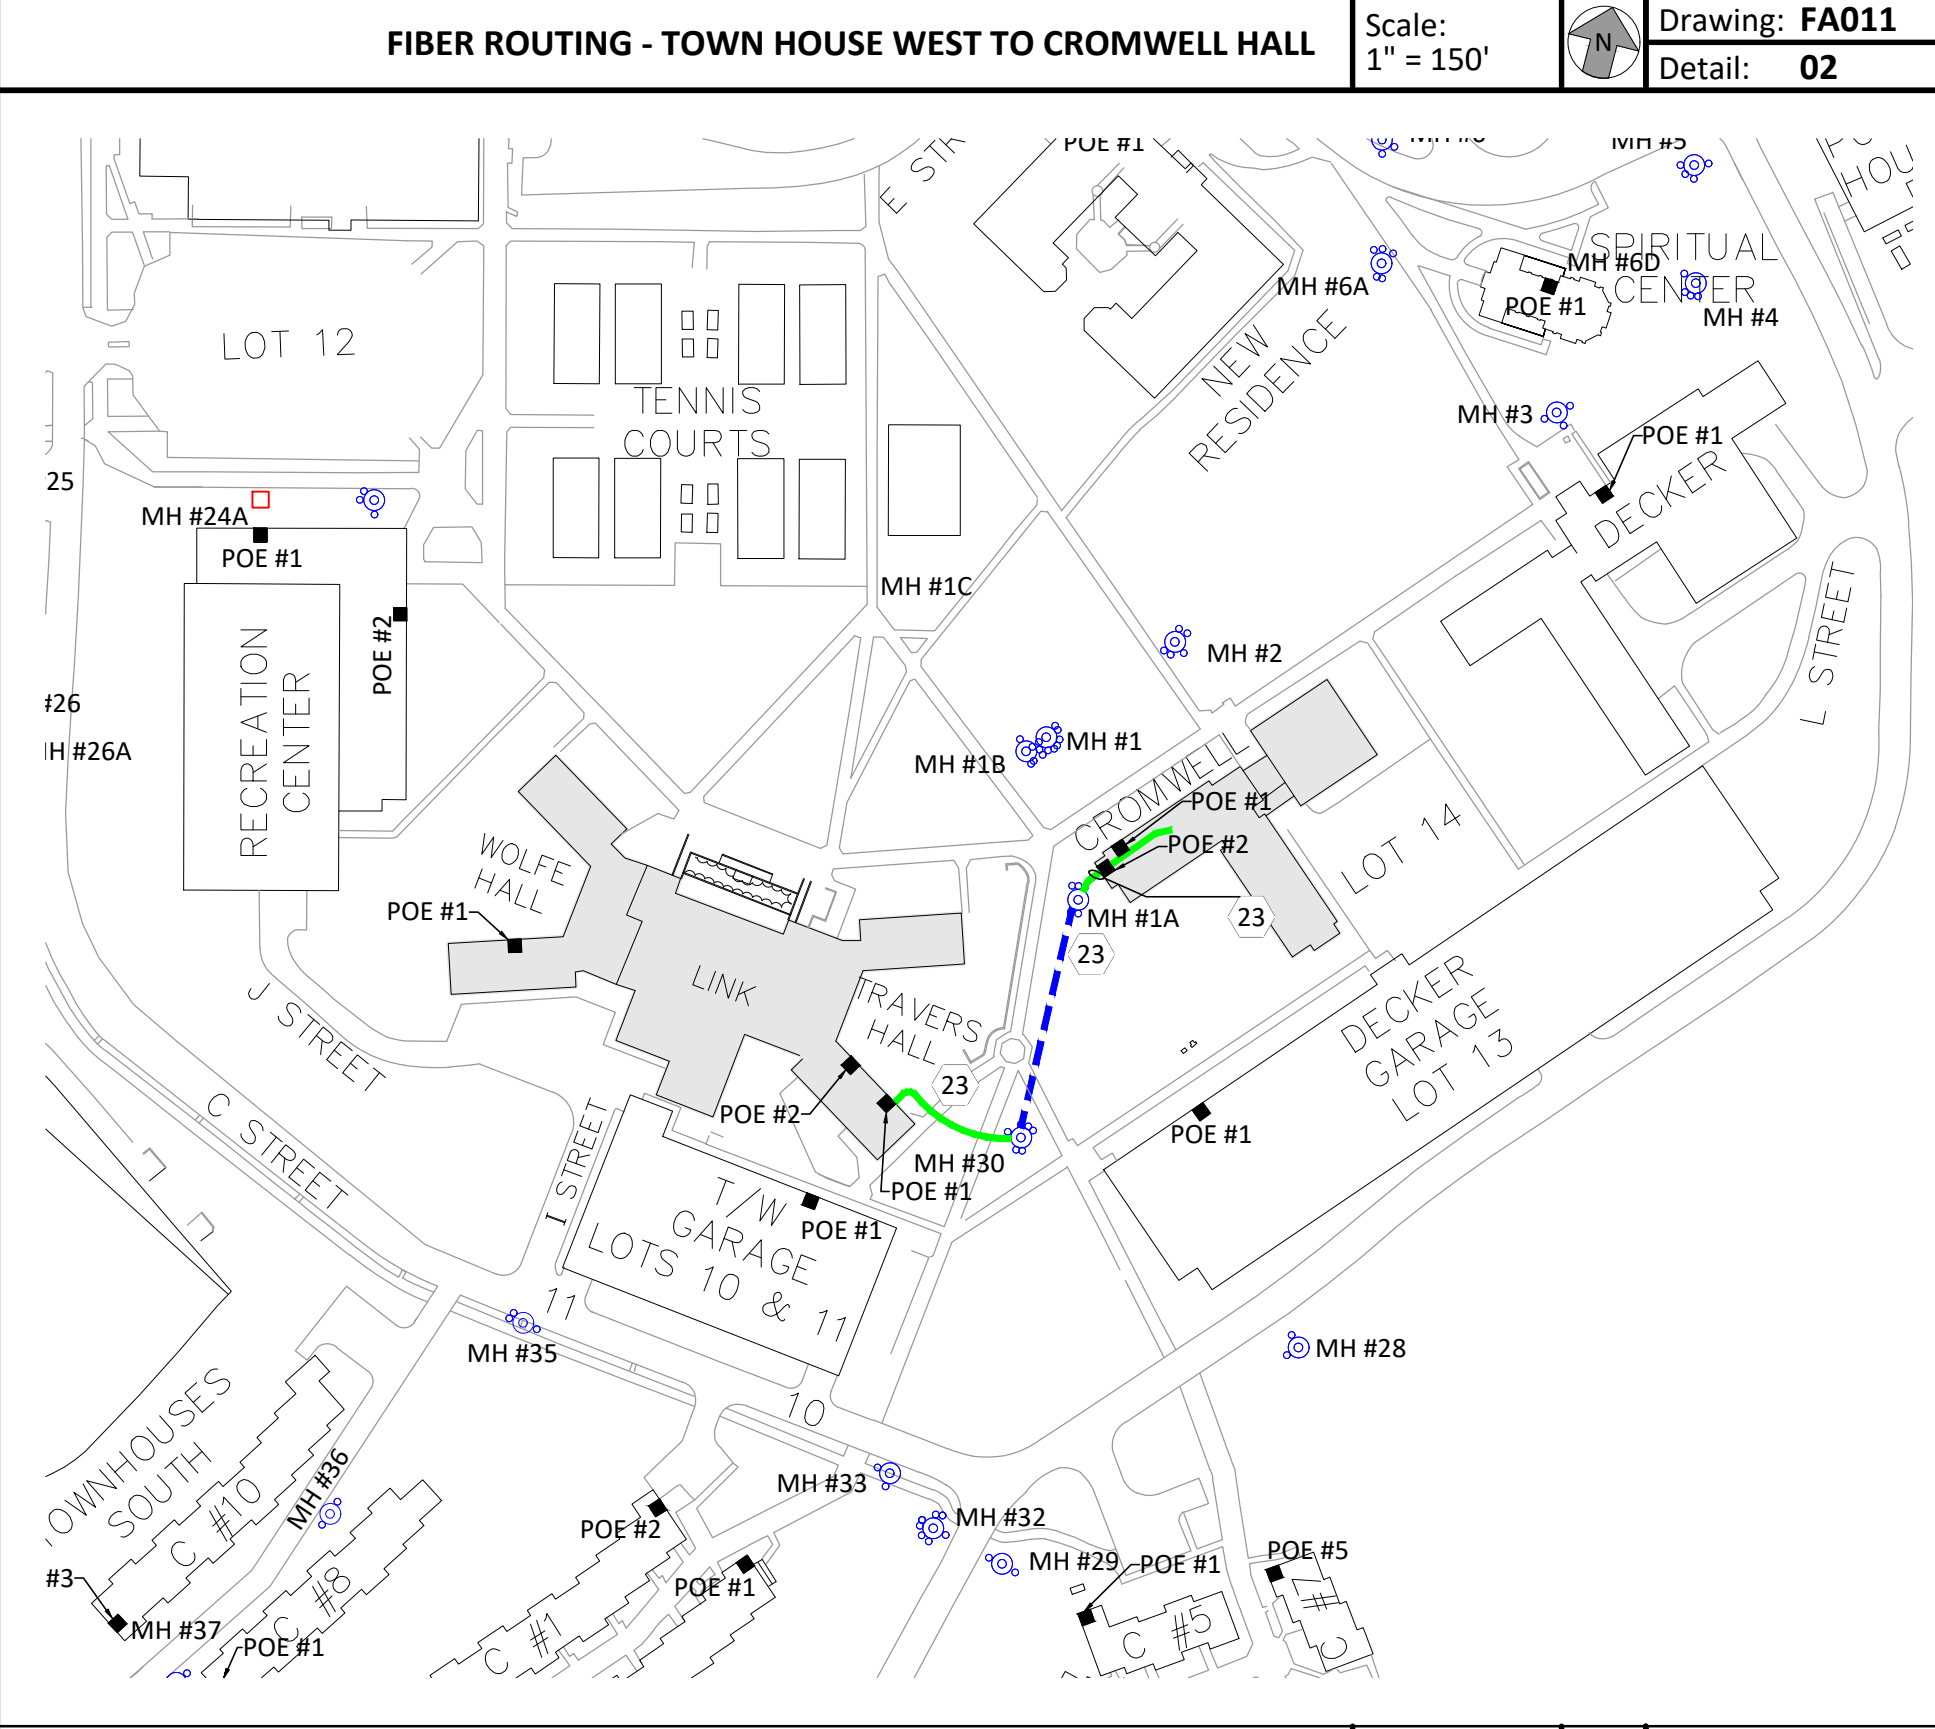 FIBER ROUTING - TOWN HOUSE WEST TO CROMWELL HALL
Scale:
1" = 150'
N
Drawing: FA011
Detail: 02
POE #1
MH #5
E STR
SPIRITUAL
CENTER
MH #6D
POE #1
MH #6A
MH #4
LOT 12
NEW
RESIDENCE
TENNIS
COURTS
MH #3
POE #1
DECKER
25
MH #24A
POE #1
POE #2
MH #1C
L STREET
RECREATION
CENTER
MH #2
#26
MH #26A
MH #1
MH #1B
CROMWELL
POE #1
POE #2
LOT 14
WOLFE
HALL
POE #1
MH #1A
23
23
LINK
TRAVERS
HALL
J STREET
DECKER
GARAGE
LOT 13
23
POE #2
C STREET
POE #1
I STREET
MH #30
POE #1
T/W
GARAGE
LOTS 10 & 11
POE #1
11
MH #35
MH #28
10
OWNHOUSES
SOUTH
C #10
MH #36
MH #33
MH #32
POE #2
MH #29
POE #1
POE #5
#3
C #8
POE #1
C #7
MH #37
POE #1
C #1
C #5